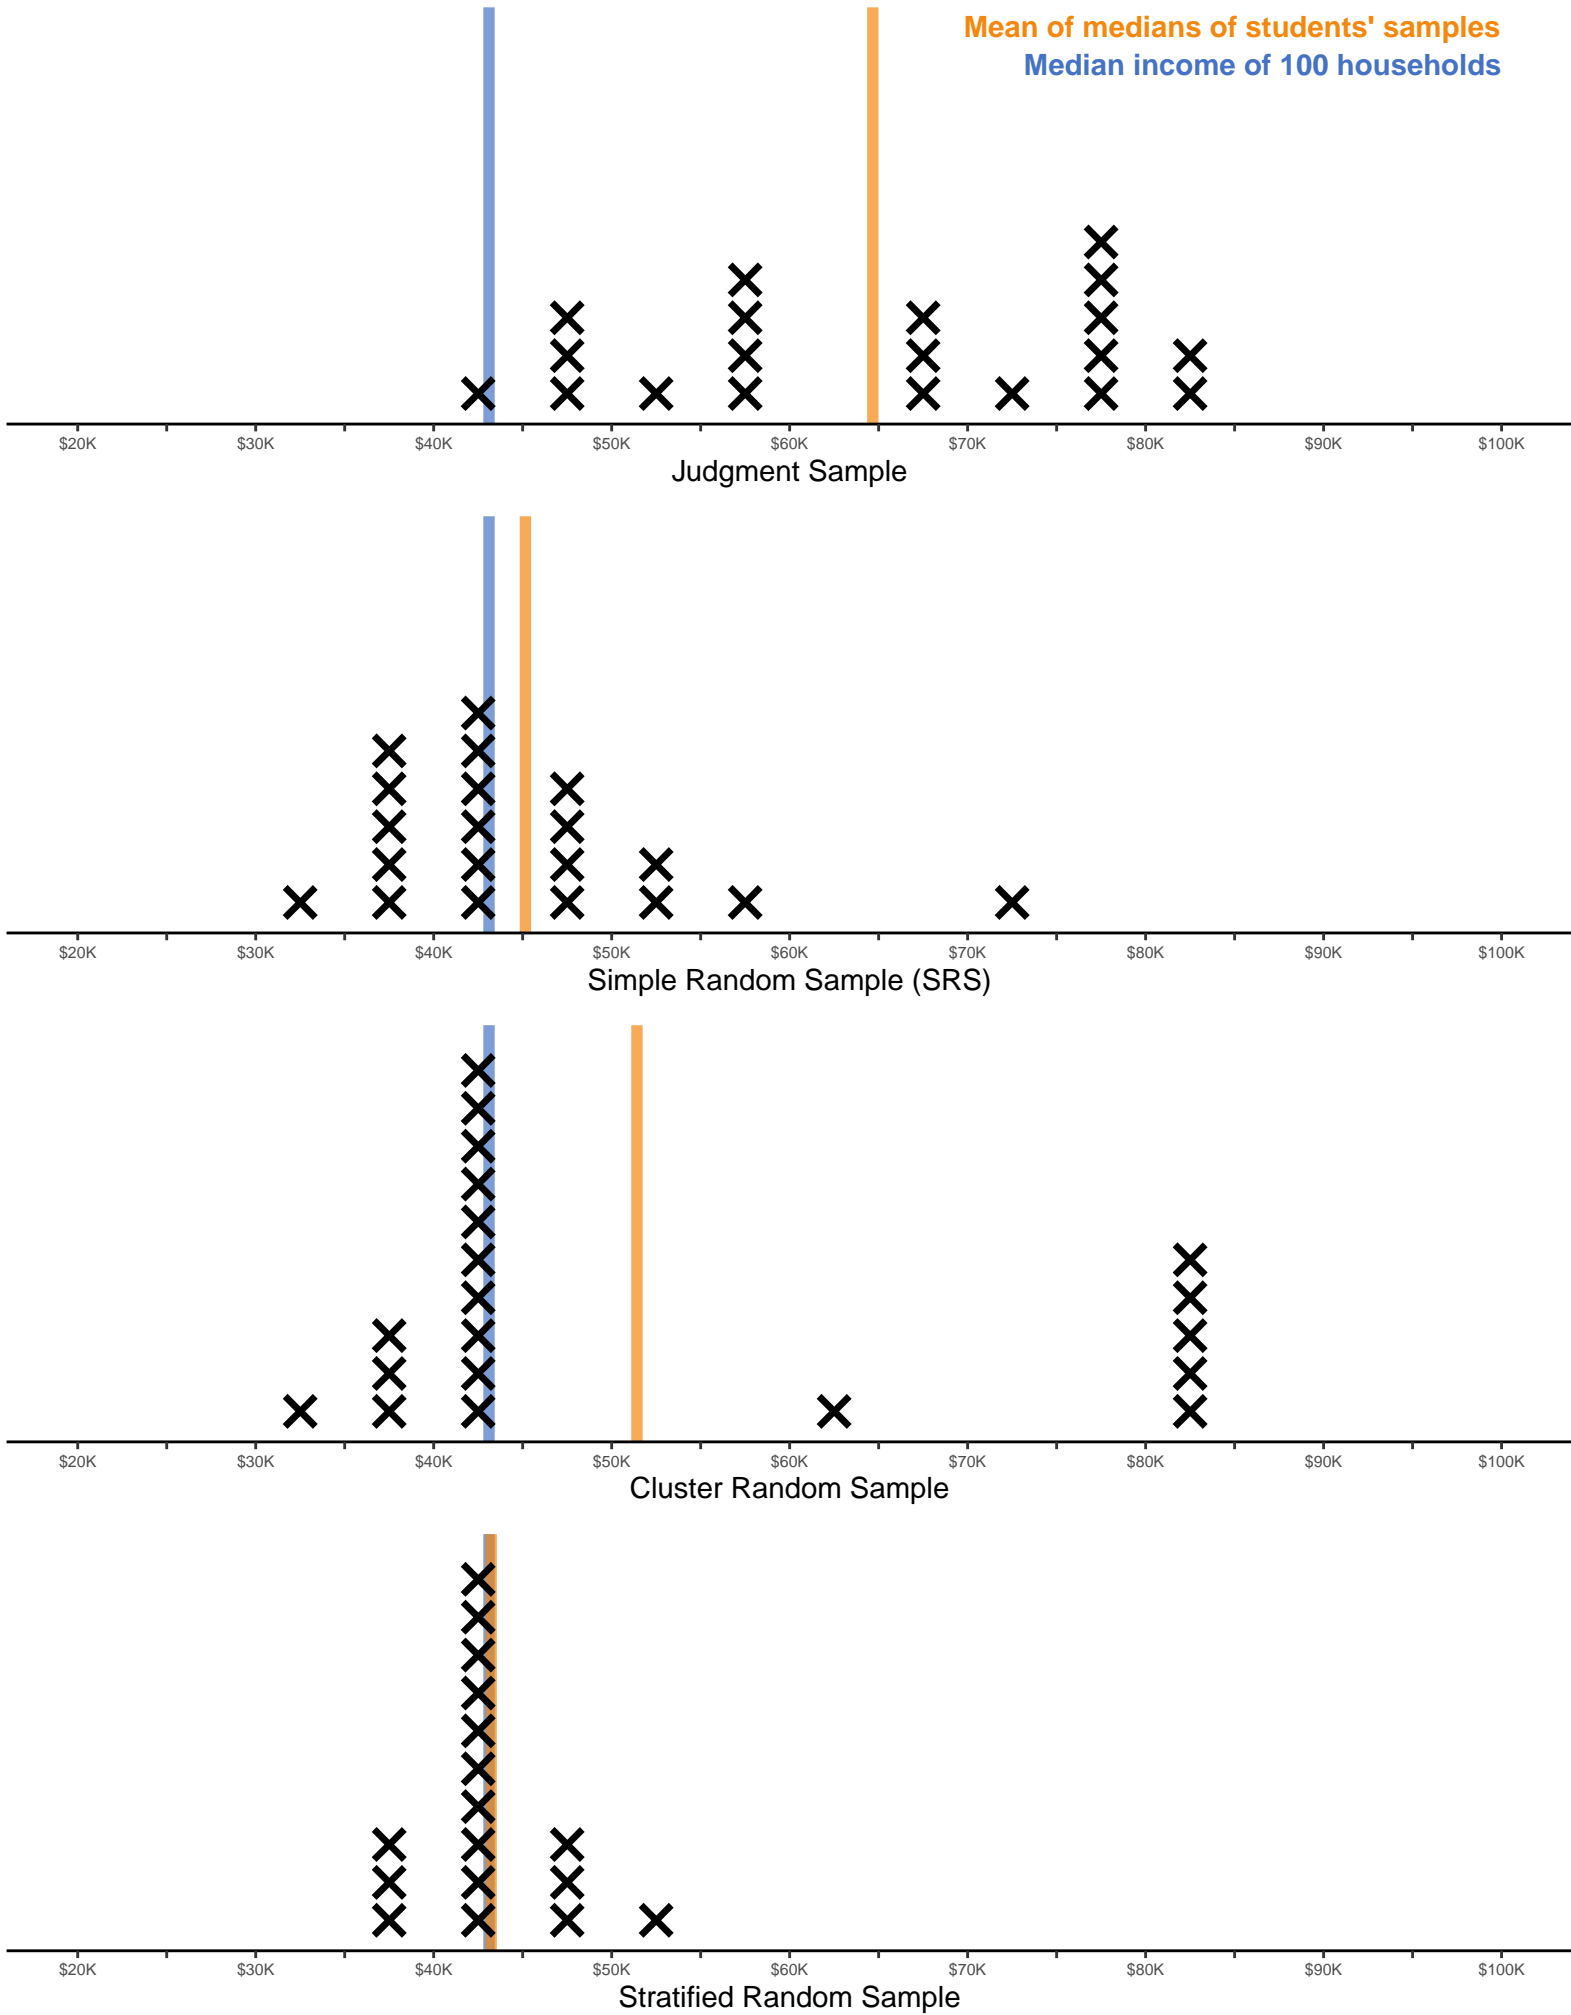 Mean of medians of students' samples
Median income of 100 households
$20K $30K $40K $50K $60K $70K $80K $90K $100K
Judgment Sample
$20K $30K $40K $50K $60K $70K $80K $90K $100K
Simple Random Sample (SRS)
$20K $30K $40K $50K $60K $70K $80K $90K $100K
Cluster Random Sample
$20K $30K $40K $50K $60K $70K $80K $90K $100K
Stratified Random Sample